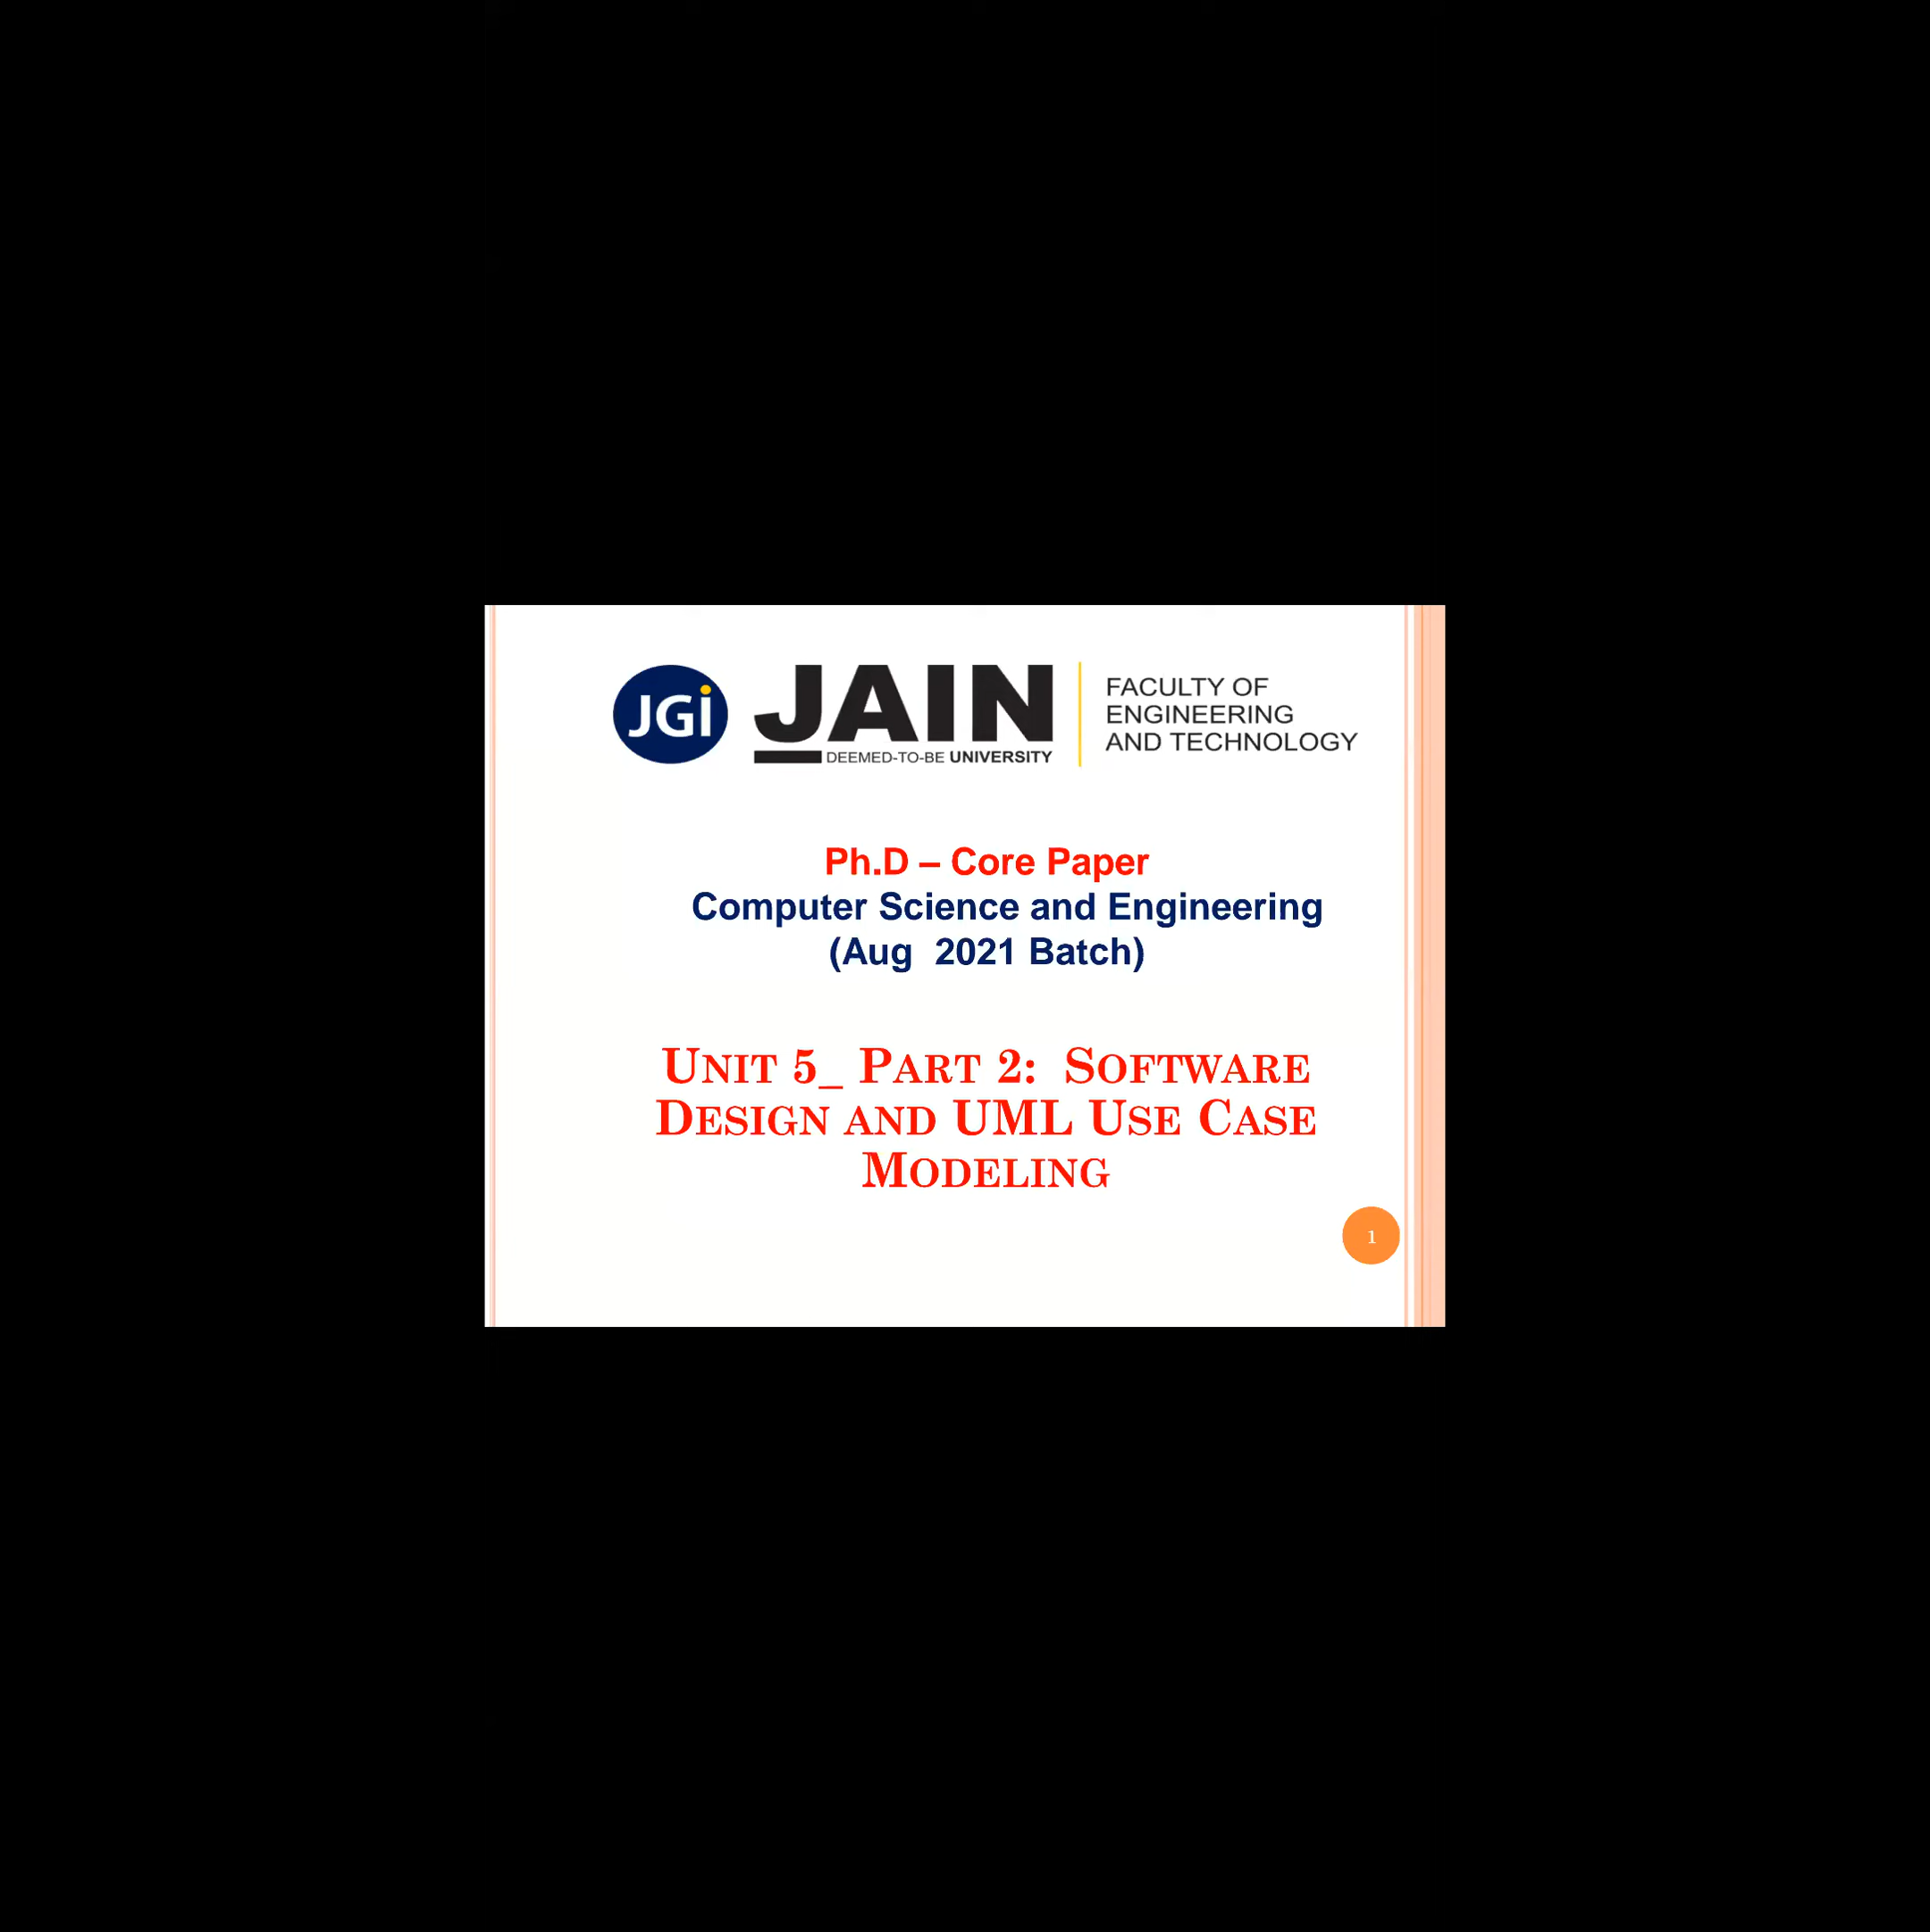 JGi
JAIN
DEEMED-TO-BE UNIVERSITY
FACULTY OF
ENGINEERING
AND TECHNOLOGY
Ph.D – Core Paper
Computer Science and Engineering
(Aug  2021 Batch)
UNIT 5_ PART 2:  SOFTWARE
DESIGN AND UML USE CASE
MODELING
1